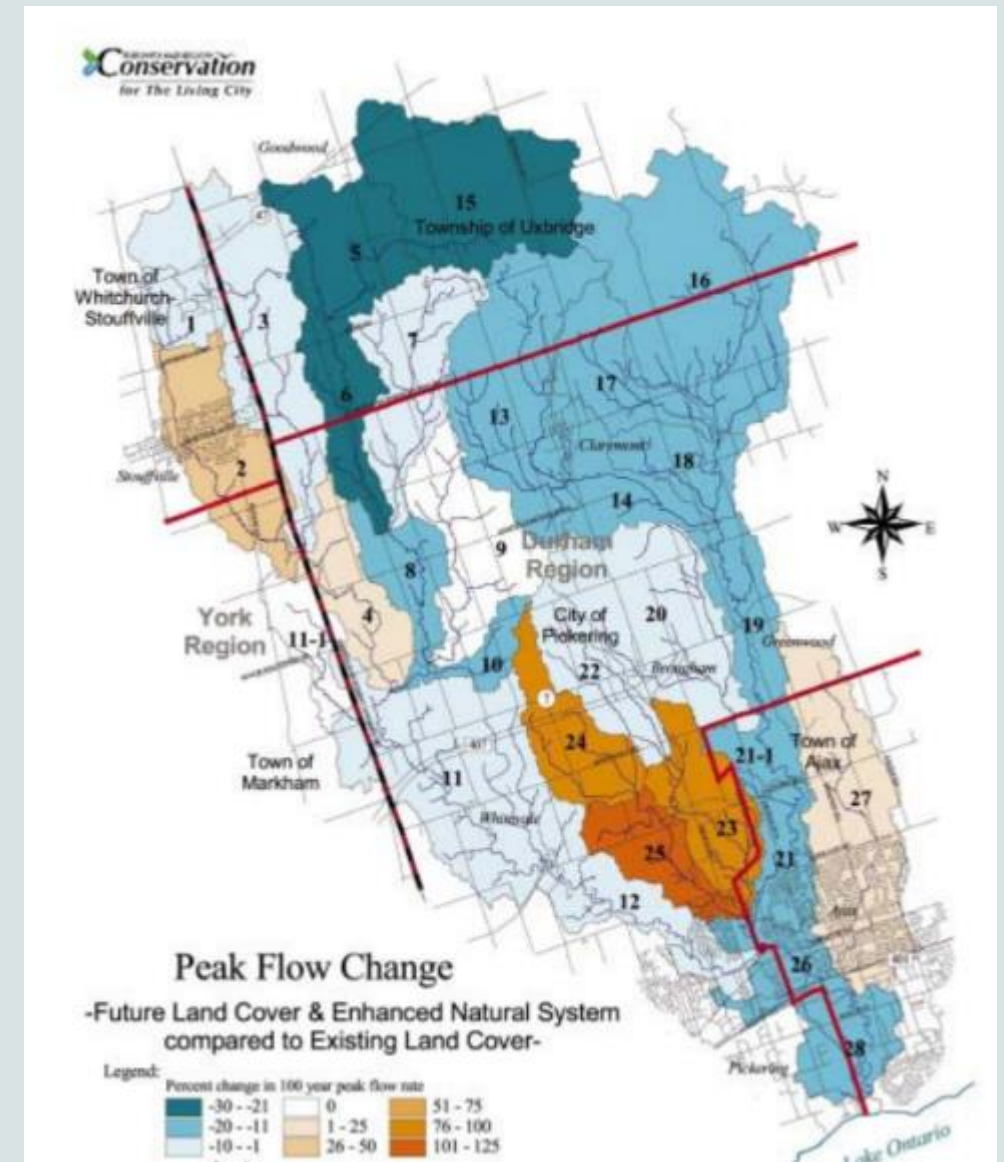 Conservation
for The Living City
Goodwood
47
15
Township of Uxbridge
5
16
Town of
Whitchurch-
Stouffville
1
3
7
6
17
13
Claremont
18
Stouffville
2
14
N
W
E
S
9
Durham
Region
8
4
York
Region
11-1
City of
Pickering
20
19
Greenwood
10
22
Brougham
7
24
21-1
Town of
Ajax
Town of
Markham
407
11
27
Whitevale
23
25
21
12
Ajax
401
26
28
Pickering
Lake Ontario
Peak Flow Change
-Future Land Cover & Enhanced Natural System
compared to Existing Land Cover-
Legend:
Percent change in 100 year peak flow rate
-30 - -21
0
51 - 75
-20 - -11
1 - 25
76 - 100
-10 - -1
26 - 50
101 - 125